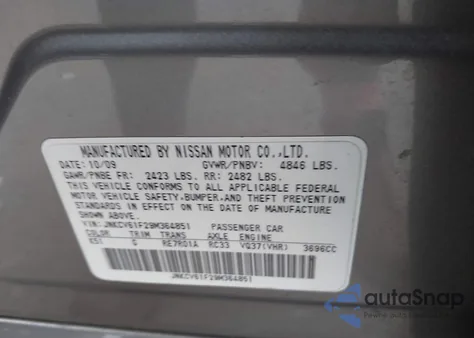 MANUFACTURED BY NISSAN MOTOR CO.,LTD.
DATE: 10/09 GVWR/PNBV: 4846 LBS.
GAWR/PNBE FR: 2423 LBS. RR: 2482 LBS.
THIS VEHICLE CONFORMS TO ALL APPLICABLE FEDERAL
MOTOR VEHICLE SAFETY,BUMPER,AND THEFT PREVENTION
STANDARDS IN EFFECT ON THE DATE OF MANUFACTURE
SHOWN ABOVE.
VIN: JNKCV61F29M364851 PASSENGER CAR
COLOR TRIM TRANS AXLE ENGINE
K51 G RE7R01A RC33 VQ37(VHR) 3696CC
JNKCV61F29M364851
autoSnap